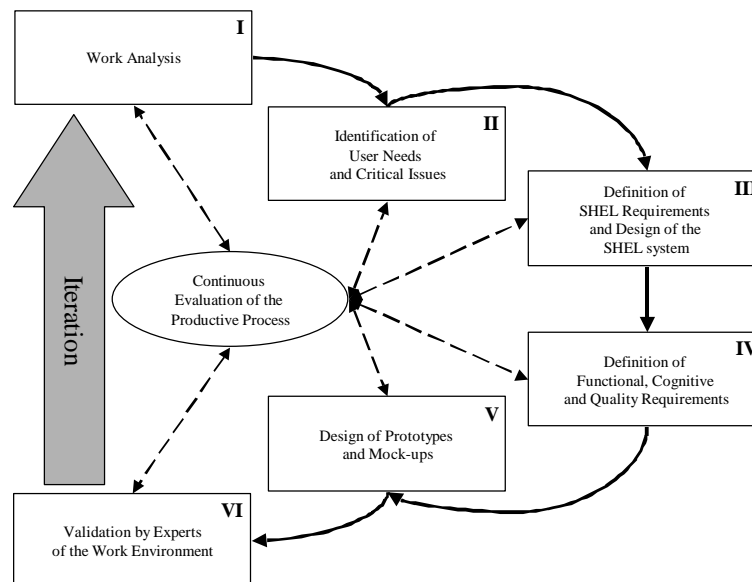 I
Work Analysis
II
Identification of
User Needs
and Critical Issues
III
Definition of
SHEL Requirements
and Design of the
SHEL system
Continuous
Evaluation of the
Productive Process
Iteration
IV
Definition of
Functional, Cognitive
and Quality Requirements
V
Design of Prototypes
and Mock-ups
VI
Validation by Experts
of the Work Environment